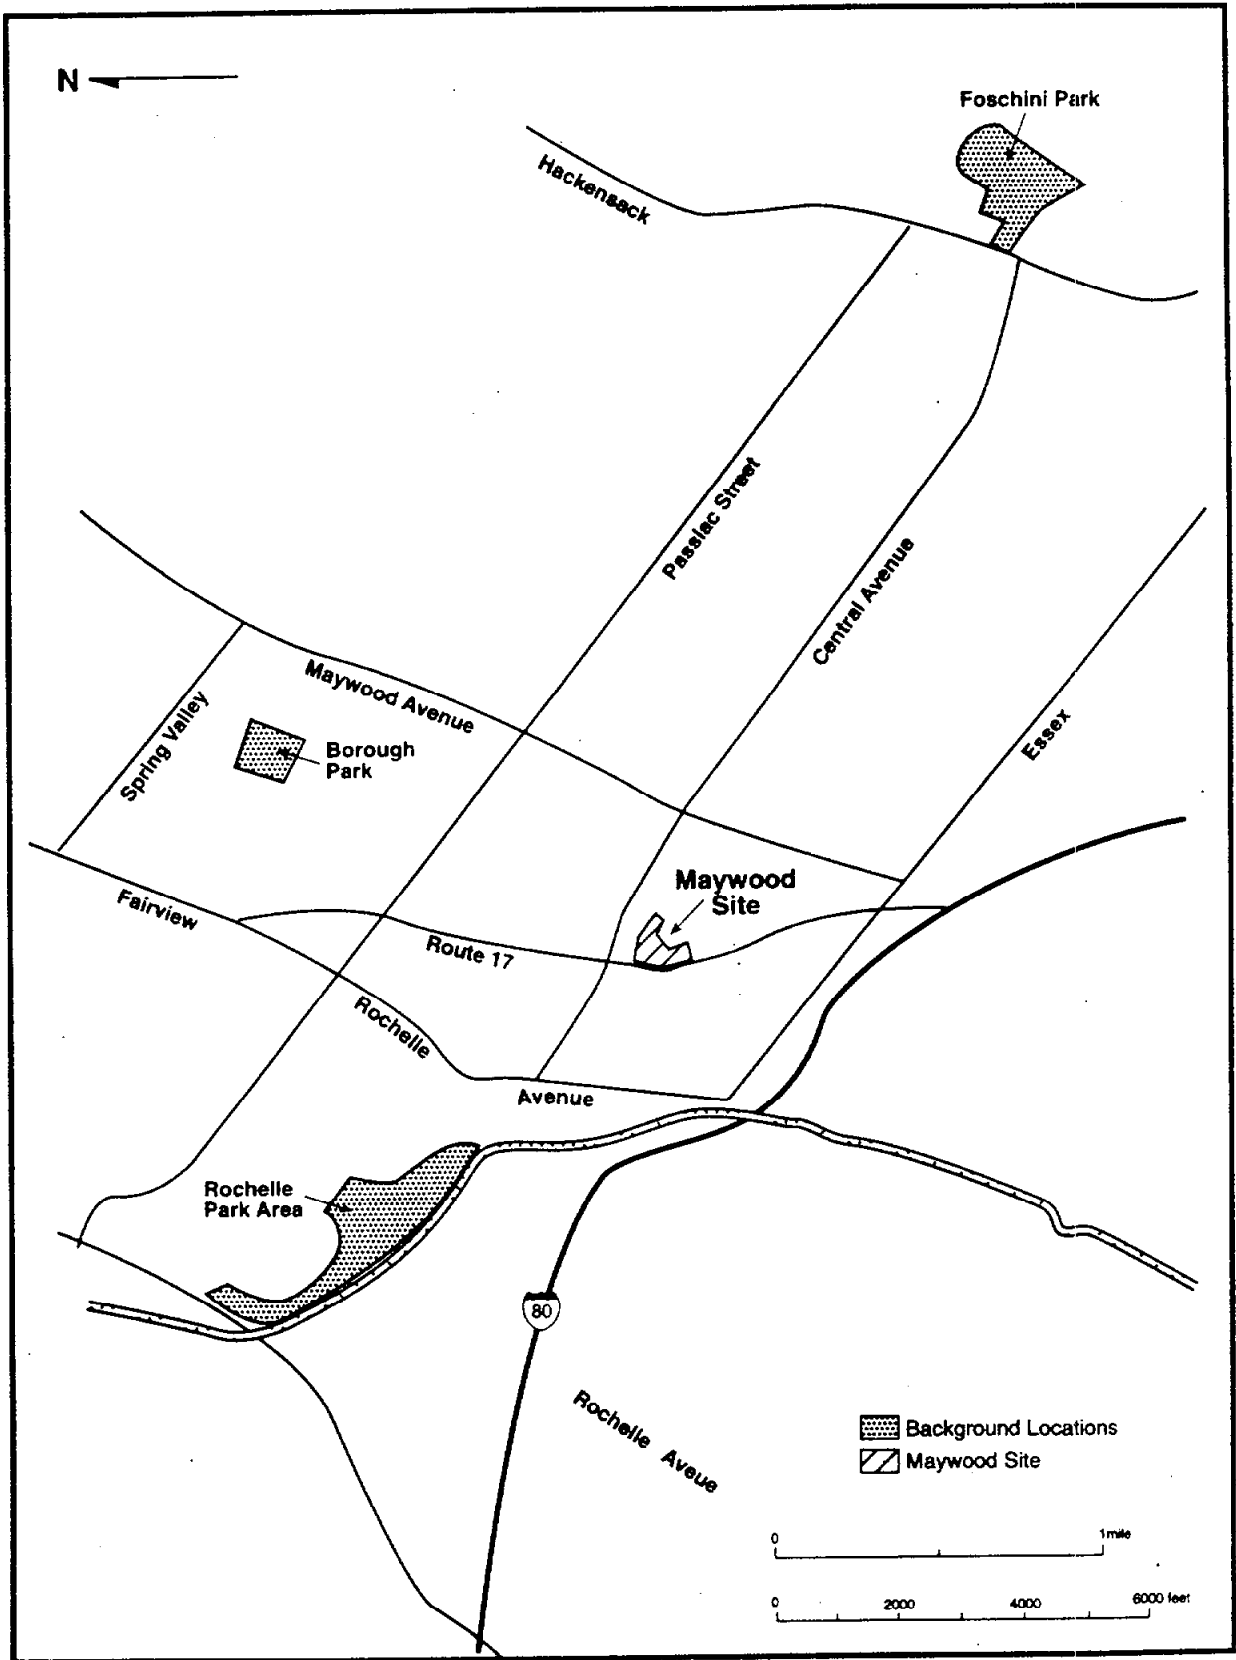 N
Foschini Park
Hackensack
Passiac Street
Central Avenue
Maywood Avenue
Spring Valley
Borough
Park
Essex
Maywood
Site
Fairview
Route 17
Rochelle
Avenue
Rochelle
Park Area
80
Rochelle Aveue
Background Locations
Maywood Site
0 1 mile
0 2000 4000 6000 feet